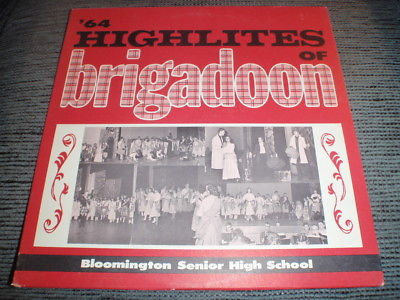 '64
HIGHLITES
OF
brigadoon
Bloomington Senior High School